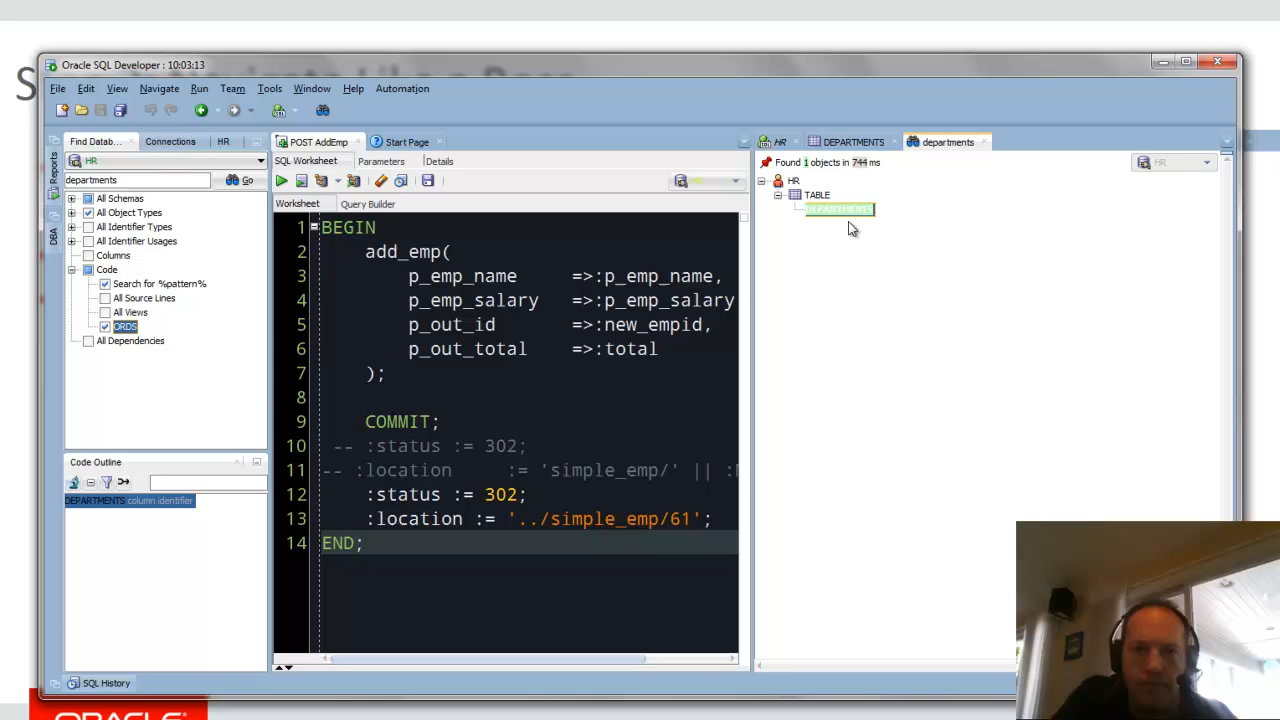 Oracle SQL Developer : 10:03:13
File Edit View Navigate Run Team Tools Window Help Automation
Find Datab... Connections HR
HR
departments Go
All Schemas
All Object Types
All Identifier Types
All Identifier Usages
Columns
Code
Search for %pattern%
All Source Lines
All Views
ORDS
All Dependencies
Reports
DBA
Code Outline
DEPARTMENTS column identifier
POST AddEmp Start Page
SQL Worksheet Parameters Details
Worksheet Query Builder
1 BEGIN
2 add_emp(
3 p_emp_name =>:p_emp_name,
4 p_emp_salary =>:p_emp_salary
5 p_out_id =>:new_empid,
6 p_out_total =>:total
7 );
8
9 COMMIT;
10 -- :status := 302;
11 -- :location := 'simple_emp/' || :
12 :status := 302;
13 :location := '../simple_emp/61';
14 END;
HR DEPARTMENTS departments
Found 1 objects in 744 ms
HR
HR
TABLE
DEPARTMENTS
SQL History
ORACLE